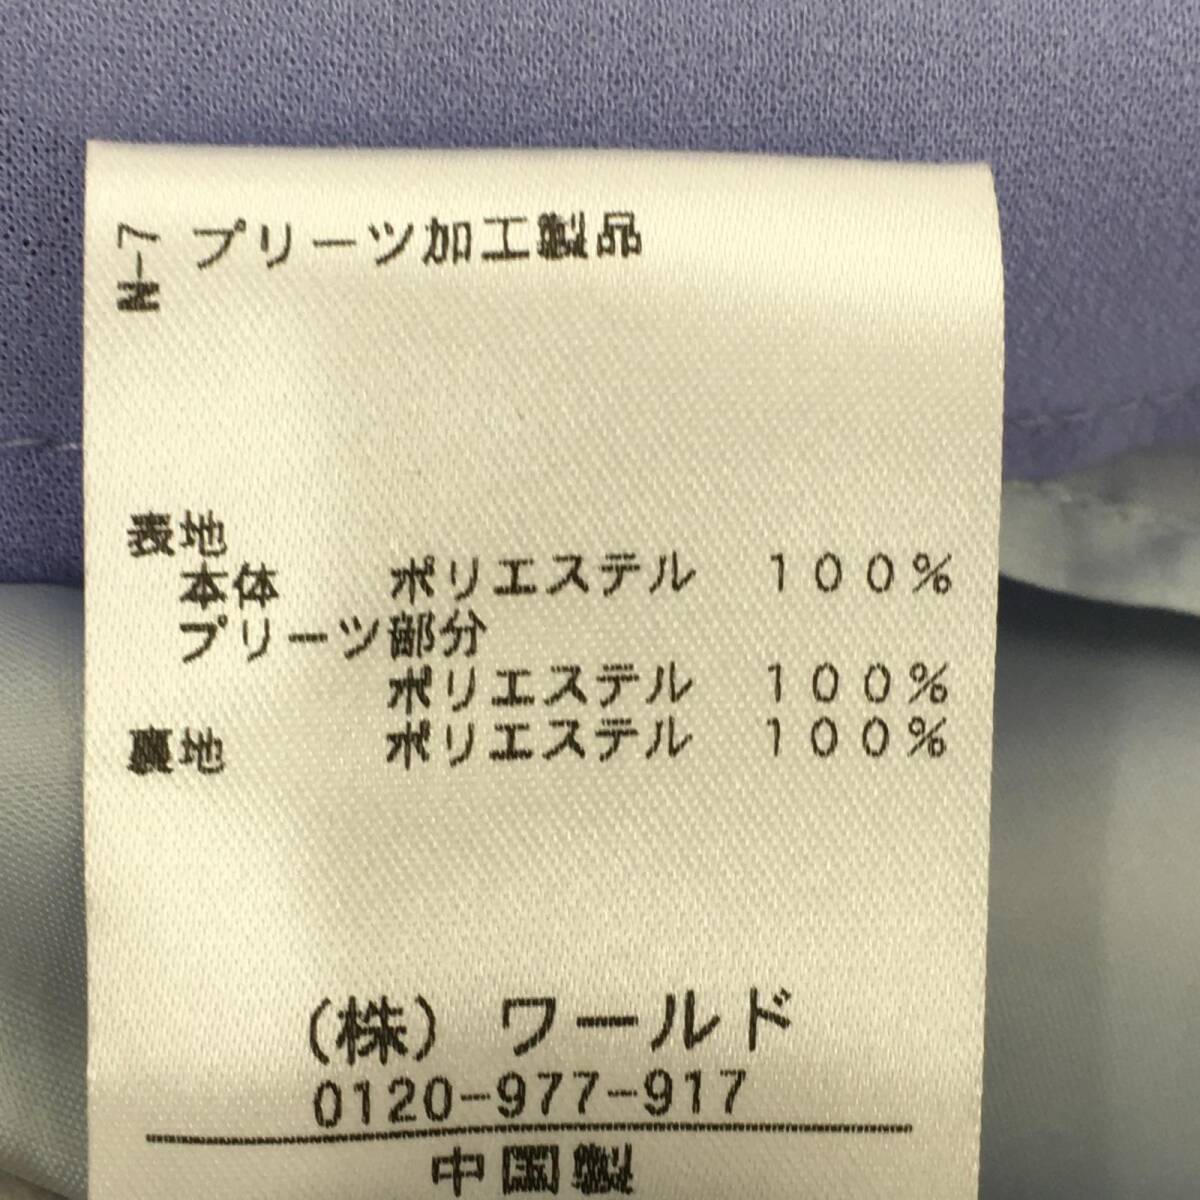 N-7
プリーツ加工製品
表地
本体 ポリエステル 100%
プリーツ部分
ポリエステル 100%
裏地 ポリエステル 100%
(株) ワールド
0120-977-917
中国製